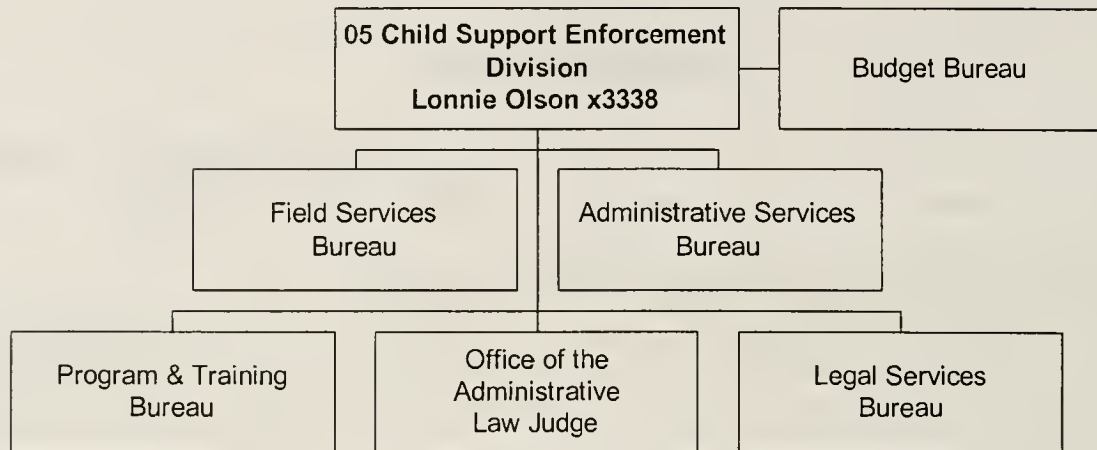 05 Child Support Enforcement
Division
Lonnie Olson x3338
Budget Bureau
Field Services
Bureau
Administrative Services
Bureau
Program & Training
Bureau
Office of the
Administrative
Law Judge
Legal Services
Bureau